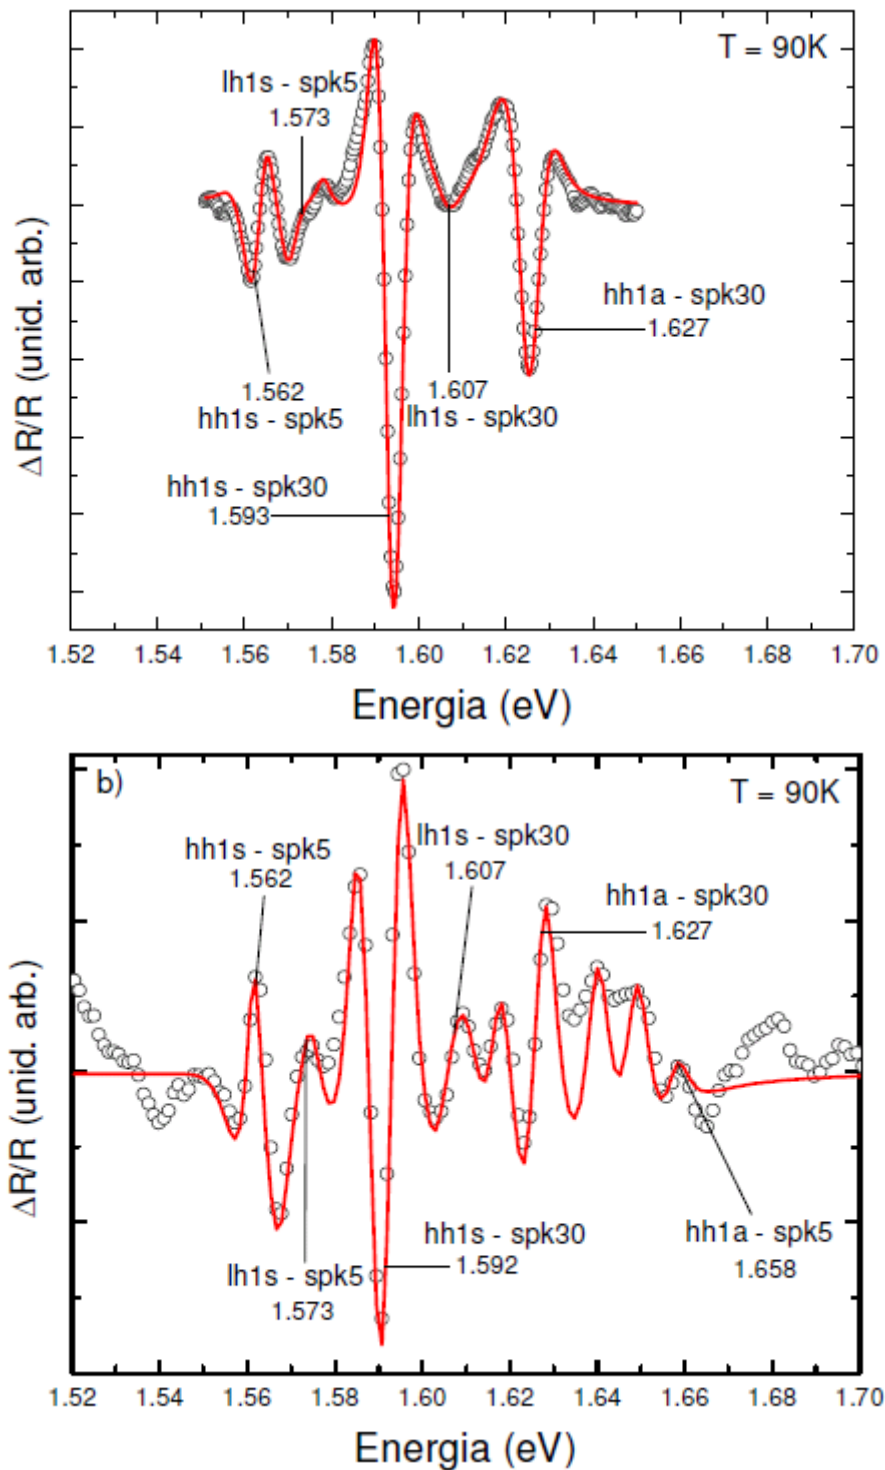 T = 90K
lh1s - spk5
1.573
hh1a - spk30
1.627
1.562
hh1s - spk5
1.607
lh1s - spk30
hh1s - spk30
1.593
ΔR/R (unid. arb.)
1.52 1.54 1.56 1.58 1.60 1.62 1.64 1.66 1.68 1.70
Energia (eV)
b)
T = 90K
hh1s - spk5
1.562
lh1s - spk30
1.607
hh1a - spk30
1.627
hh1s - spk30
1.592
hh1a - spk5
1.658
lh1s - spk5
1.573
ΔR/R (unid. arb.)
1.52 1.54 1.56 1.58 1.60 1.62 1.64 1.66 1.68 1.70
Energia (eV)